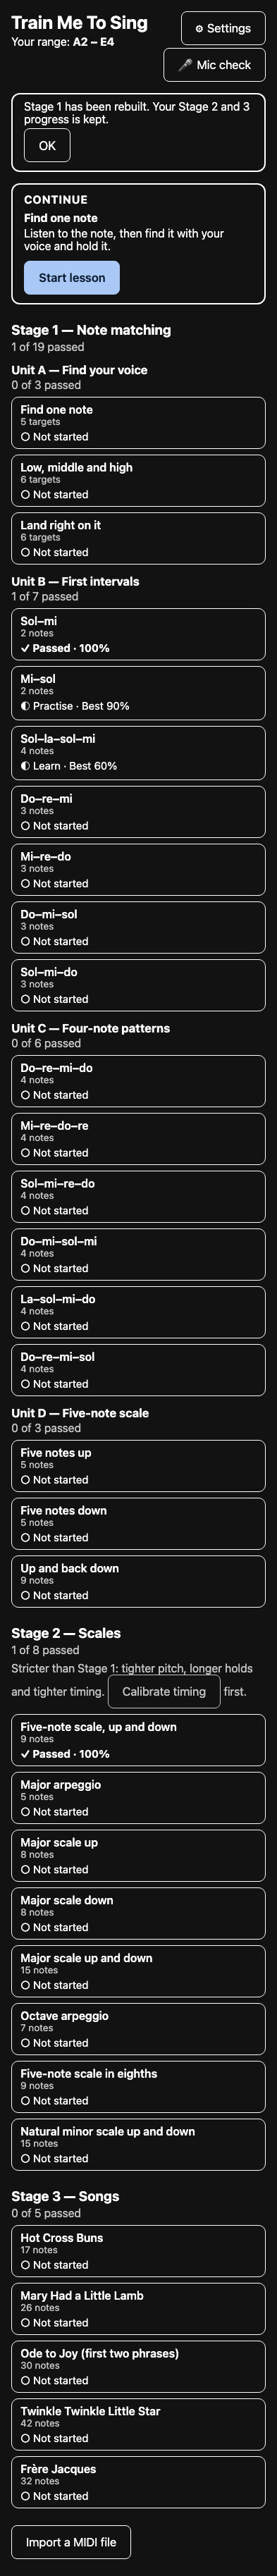 Train Me To Sing
⚙ Settings
Your range: A2 – E4
🎤 Mic check
Stage 1 has been rebuilt. Your Stage 2 and 3
progress is kept.
OK
CONTINUE
Find one note
Listen to the note, then find it with your
voice and hold it.
Start lesson
Stage 1 — Note matching
1 of 19 passed
Unit A — Find your voice
0 of 3 passed
Find one note
5 targets
○ Not started
Low, middle and high
6 targets
○ Not started
Land right on it
6 targets
○ Not started
Unit B — First intervals
1 of 7 passed
Sol–mi
2 notes
✓ Passed · 100%
Mi–sol
2 notes
◐ Practise · Best 90%
Sol–la–sol–mi
4 notes
◐ Learn · Best 60%
Do–re–mi
3 notes
○ Not started
Mi–re–do
3 notes
○ Not started
Do–mi–sol
3 notes
○ Not started
Sol–mi–do
3 notes
○ Not started
Unit C — Four-note patterns
0 of 6 passed
Do–re–mi–do
4 notes
○ Not started
Mi–re–do–re
4 notes
○ Not started
Sol–mi–re–do
4 notes
○ Not started
Do–mi–sol–mi
4 notes
○ Not started
La–sol–mi–do
4 notes
○ Not started
Do–re–mi–sol
4 notes
○ Not started
Unit D — Five-note scale
0 of 3 passed
Five notes up
5 notes
○ Not started
Five notes down
5 notes
○ Not started
Up and back down
9 notes
○ Not started
Stage 2 — Scales
1 of 8 passed
Stricter than Stage 1: tighter pitch, longer holds
and tighter timing. Calibrate timing first.
Five-note scale, up and down
9 notes
✓ Passed · 100%
Major arpeggio
5 notes
○ Not started
Major scale up
8 notes
○ Not started
Major scale down
8 notes
○ Not started
Major scale up and down
15 notes
○ Not started
Octave arpeggio
7 notes
○ Not started
Five-note scale in eighths
9 notes
○ Not started
Natural minor scale up and down
15 notes
○ Not started
Stage 3 — Songs
0 of 5 passed
Hot Cross Buns
17 notes
○ Not started
Mary Had a Little Lamb
26 notes
○ Not started
Ode to Joy (first two phrases)
30 notes
○ Not started
Twinkle Twinkle Little Star
42 notes
○ Not started
Frère Jacques
32 notes
○ Not started
Import a MIDI file